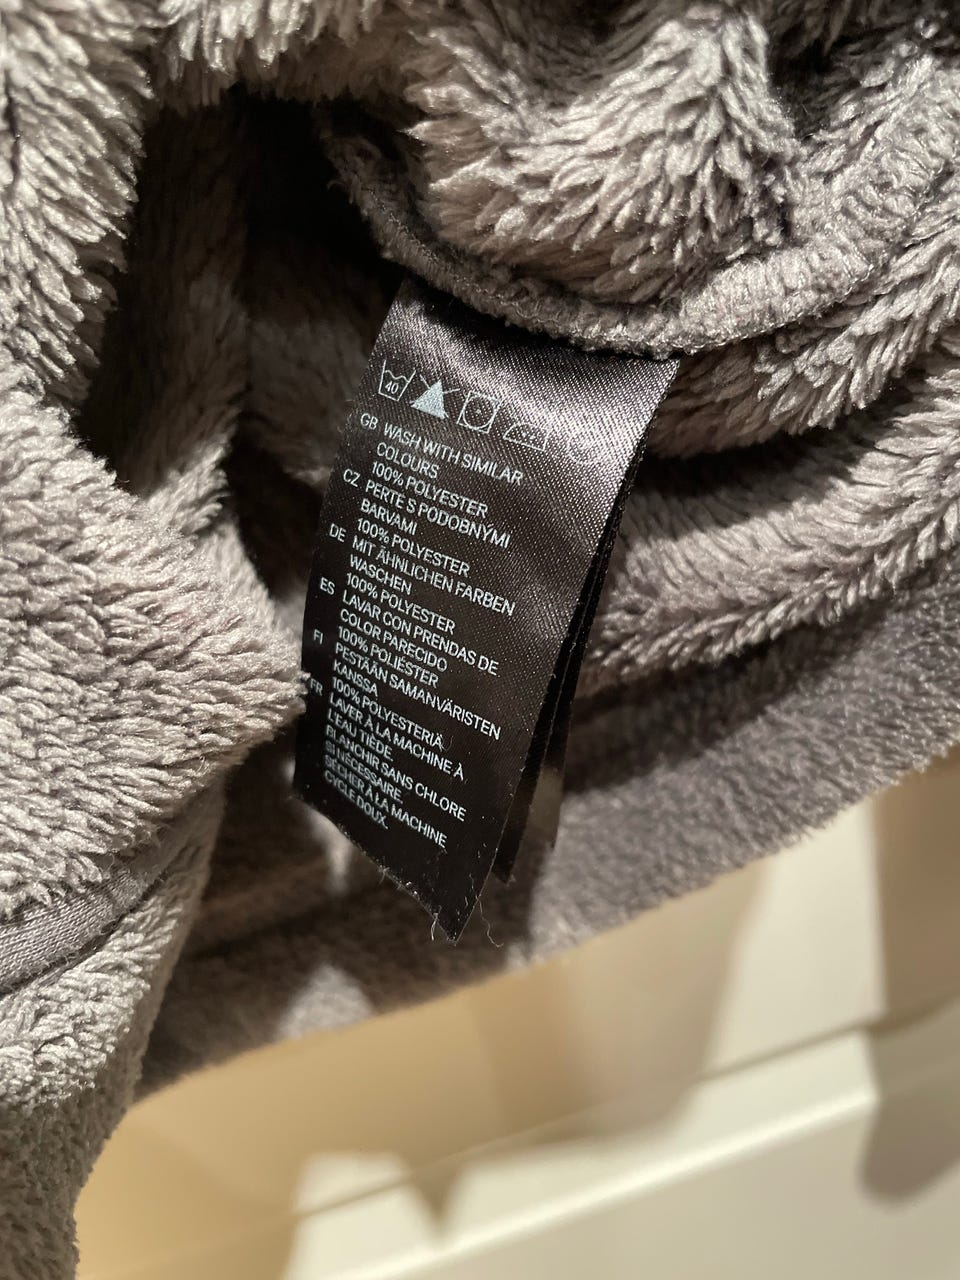 40
GB WASH WITH SIMILAR
COLOURS
100% POLYESTER
CZ PERTE S PODOBNÝMI
BARVAMI
100% POLYESTER
DE MIT ÄHNLICHEN FARBEN
WASCHEN
100% POLYESTER
ES LAVAR CON PRENDAS DE
COLOR PARECIDO
100% POLIÉSTER
FI PESTÄÄN SAMANVÄRISTEN
KANSSA
100% POLYESTERIÄ
FR LAVER À LA MACHINE À
L'EAU TIÈDE
BLANCHIR SANS CHLORE
SI NÉCESSAIRE.
SÉCHER À LA MACHINE
CYCLE DOUX.